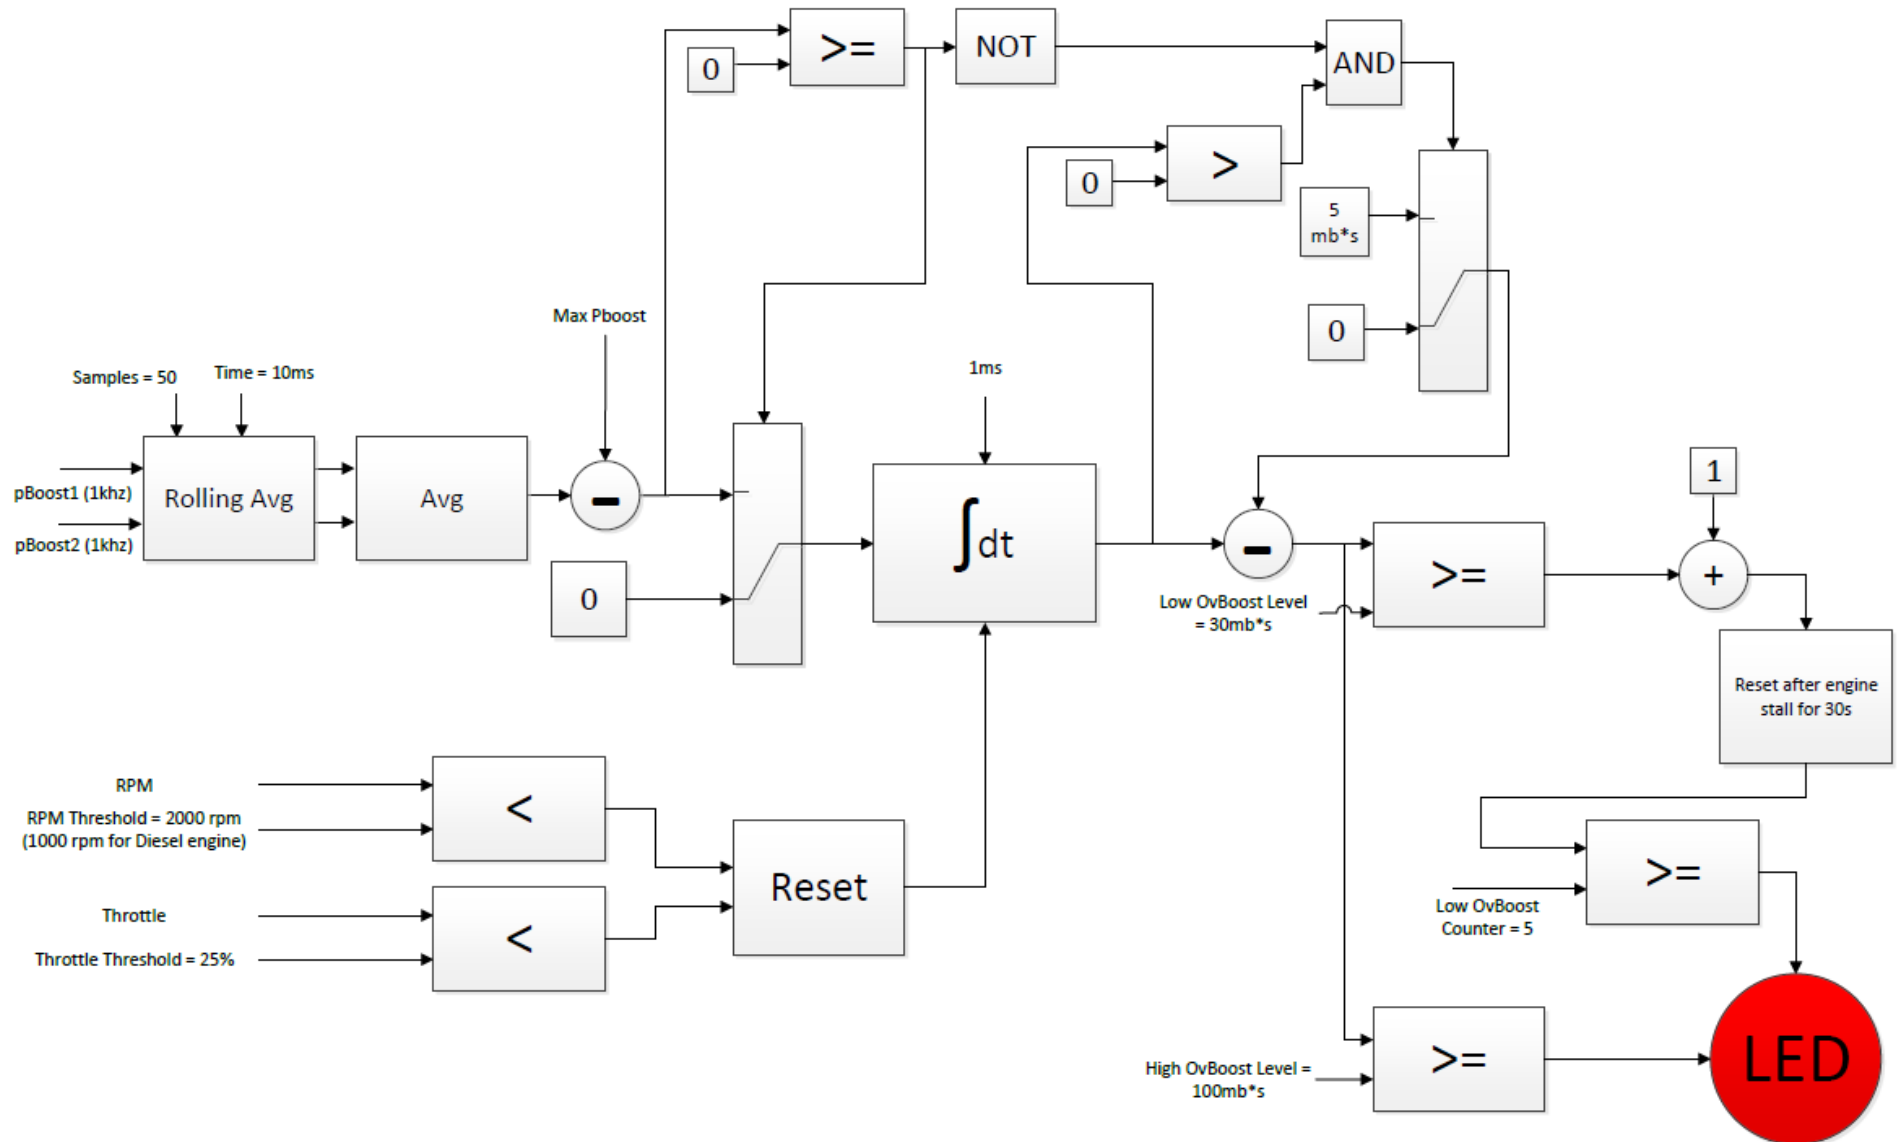 >=
0
NOT
AND
>
0
5
mb*s
0
Max Pboost
Samples = 50
Time = 10ms
1ms
pBoost1 (1khz)
pBoost2 (1khz)
Rolling Avg
Avg
-
0
∫dt
-
Low OvBoost Level
= 30mb*s
>=
1
+
Reset after engine
stall for 30s
RPM
RPM Threshold = 2000 rpm
(1000 rpm for Diesel engine)
<
Throttle
Throttle Threshold = 25%
<
Reset
>=
Low OvBoost
Counter = 5
High OvBoost Level =
100mb*s
>=
LED